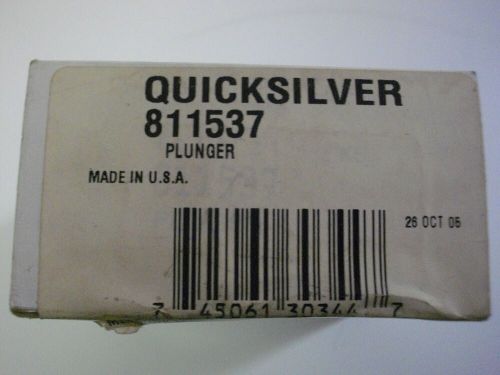 QUICKSILVER
811537
PLUNGER
MADE IN U.S.A.
26 OCT 05
7 45061 30344 7